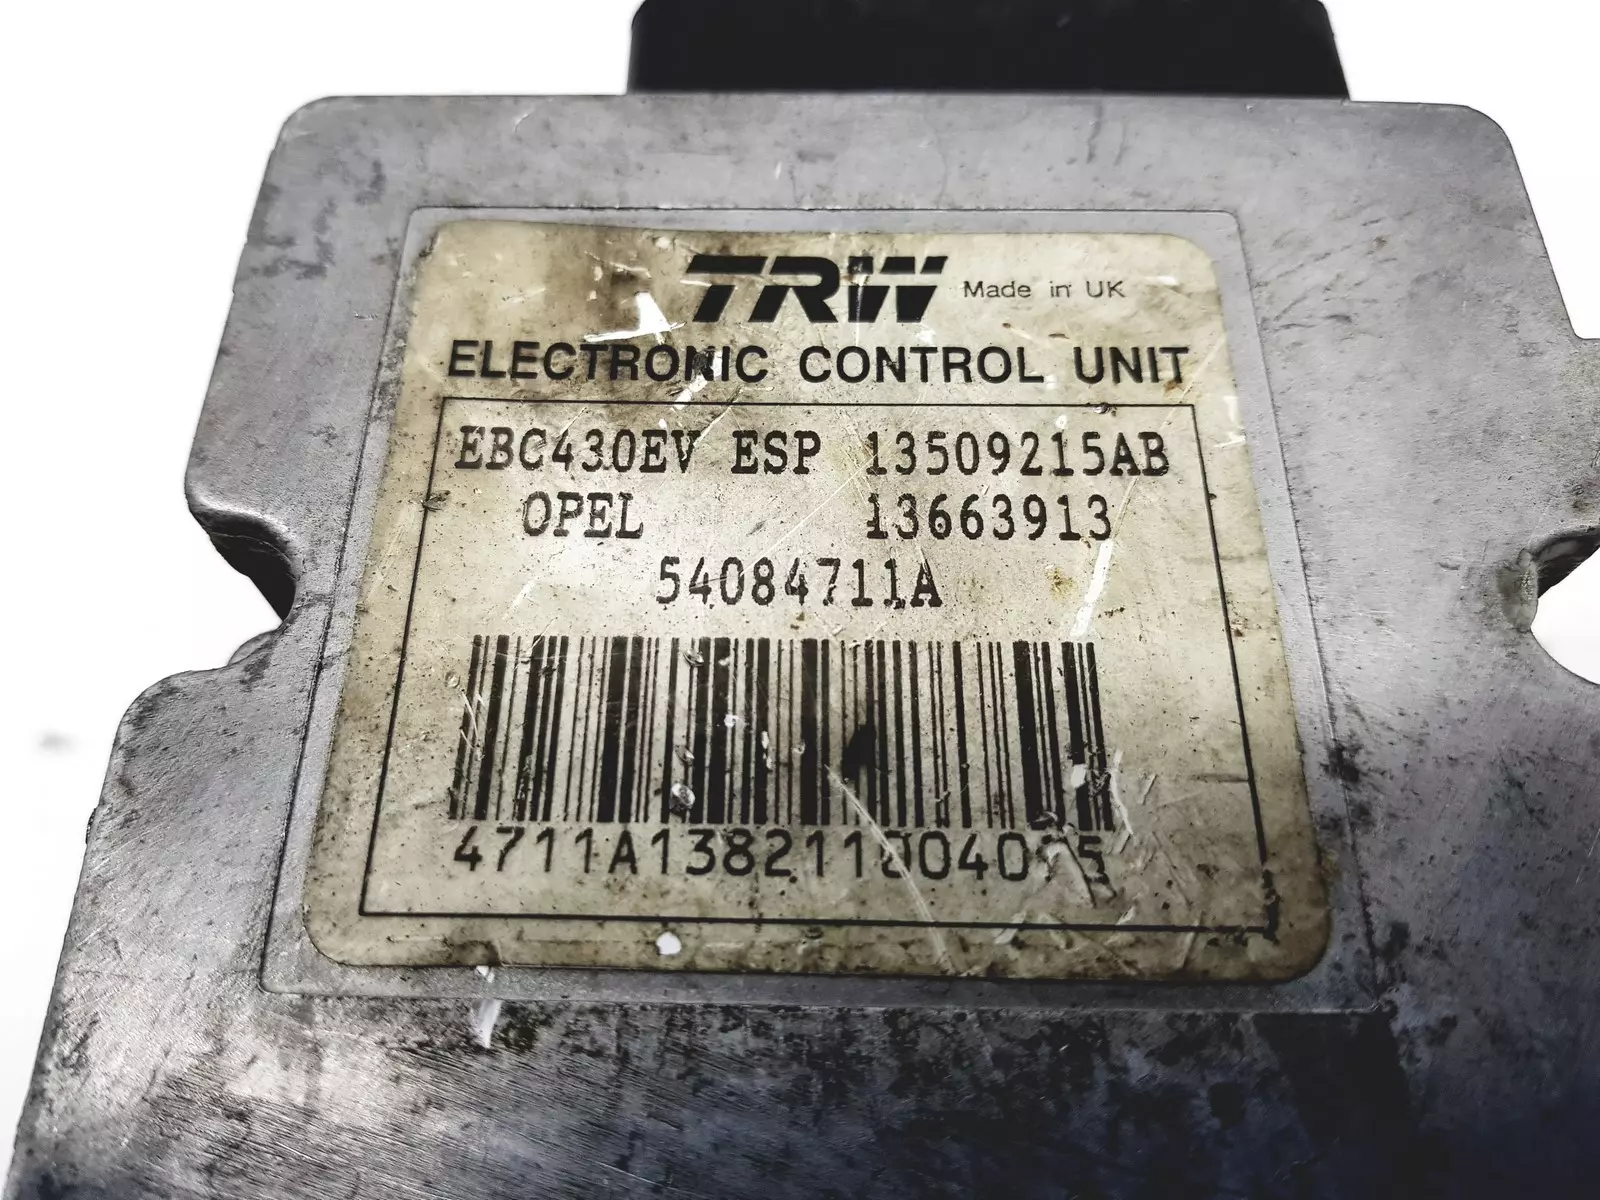 TRW Made in UK
ELECTRONIC CONTROL UNIT
EBC430EV ESP 13509215AB
OPEL 13663913
54084711A